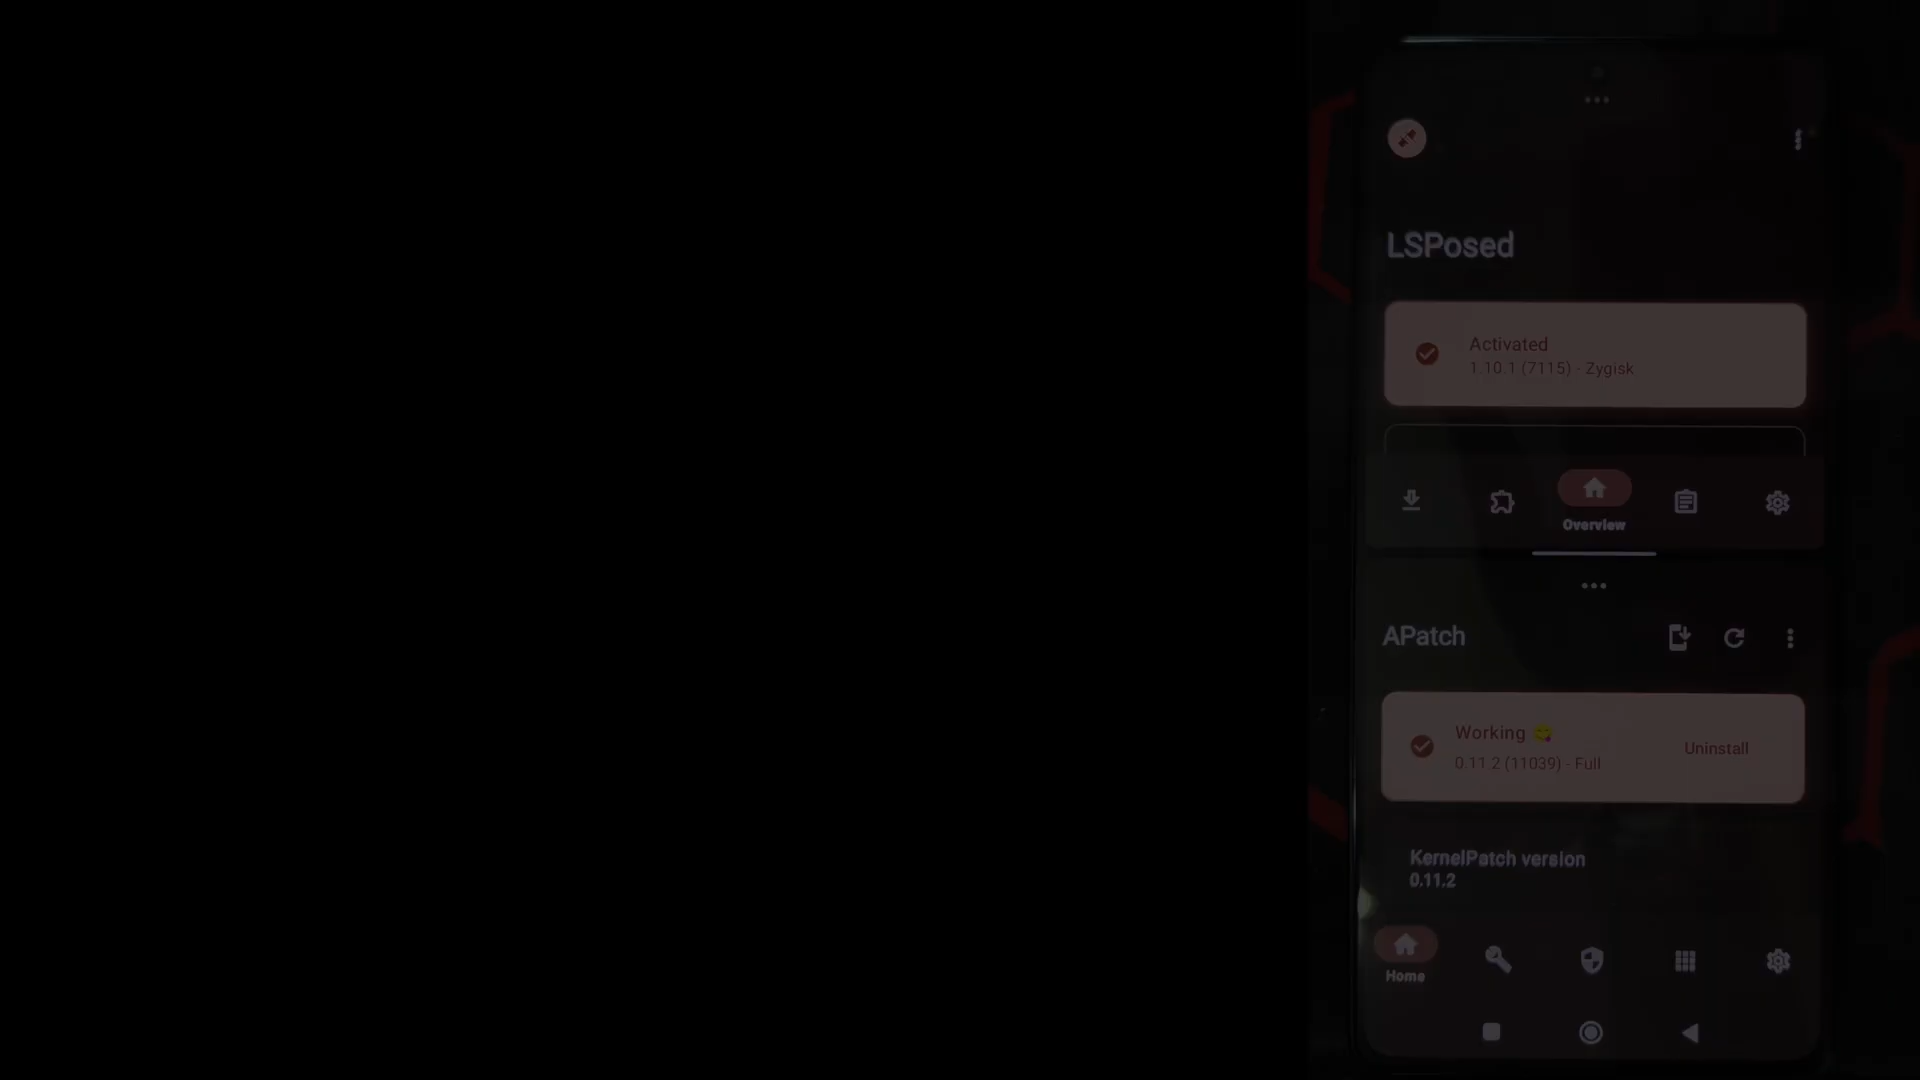 LSPosed
Activated
1.10.1 (7115) - Zygisk
Overview
APatch
Working 😋
0.11.2 (11039) - Full
Uninstall
KernelPatch version
0.11.2
Home